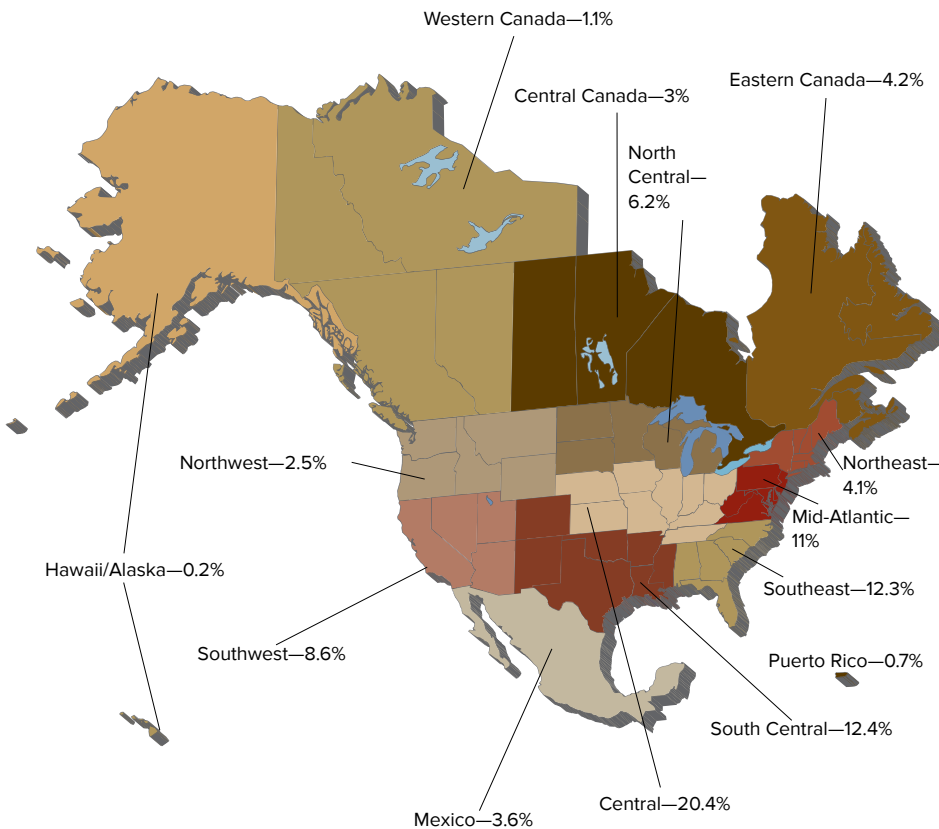 Western Canada—1.1%
Eastern Canada—4.2%
Central Canada—3%
North
Central—
6.2%
Northwest—2.5%
Northeast—
4.1%
Mid-Atlantic—
11%
Hawaii/Alaska—0.2%
Southeast—12.3%
Southwest—8.6%
Puerto Rico—0.7%
South Central—12.4%
Central—20.4%
Mexico—3.6%